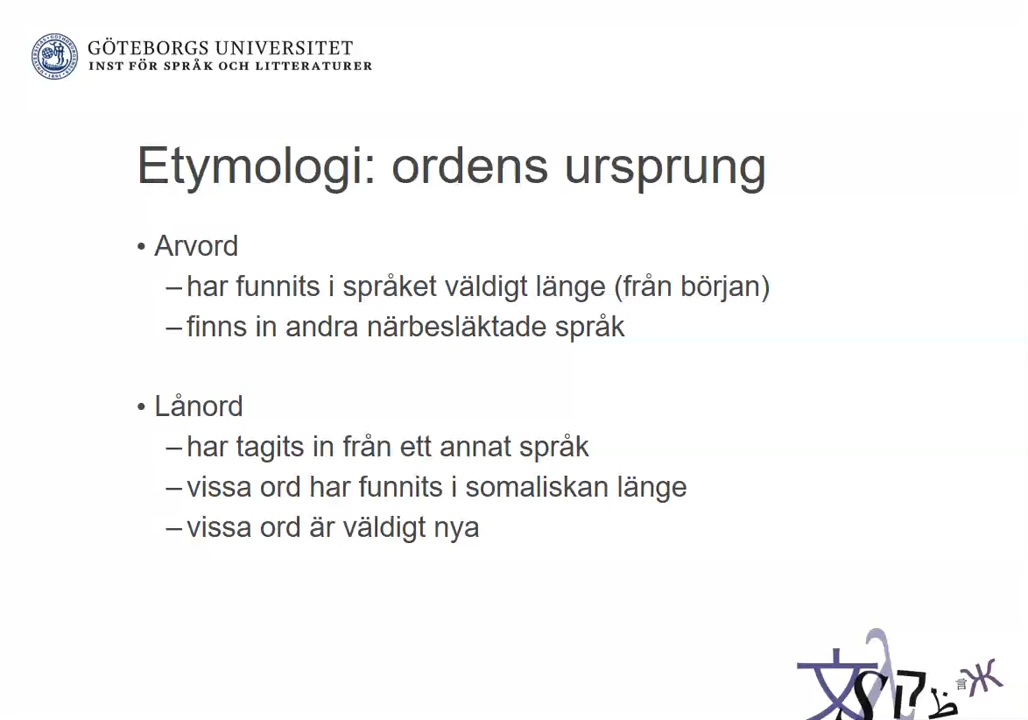 GÖTEBORGS UNIVERSITET
INST FÖR SPRÅK OCH LITTERATURER
Etymologi: ordens ursprung
• Arvord
– har funnits i språket väldigt länge (från början)
– finns in andra närbesläktade språk
• Lånord
– har tagits in från ett annat språk
– vissa ord har funnits i somaliskan länge
– vissa ord är väldigt nya